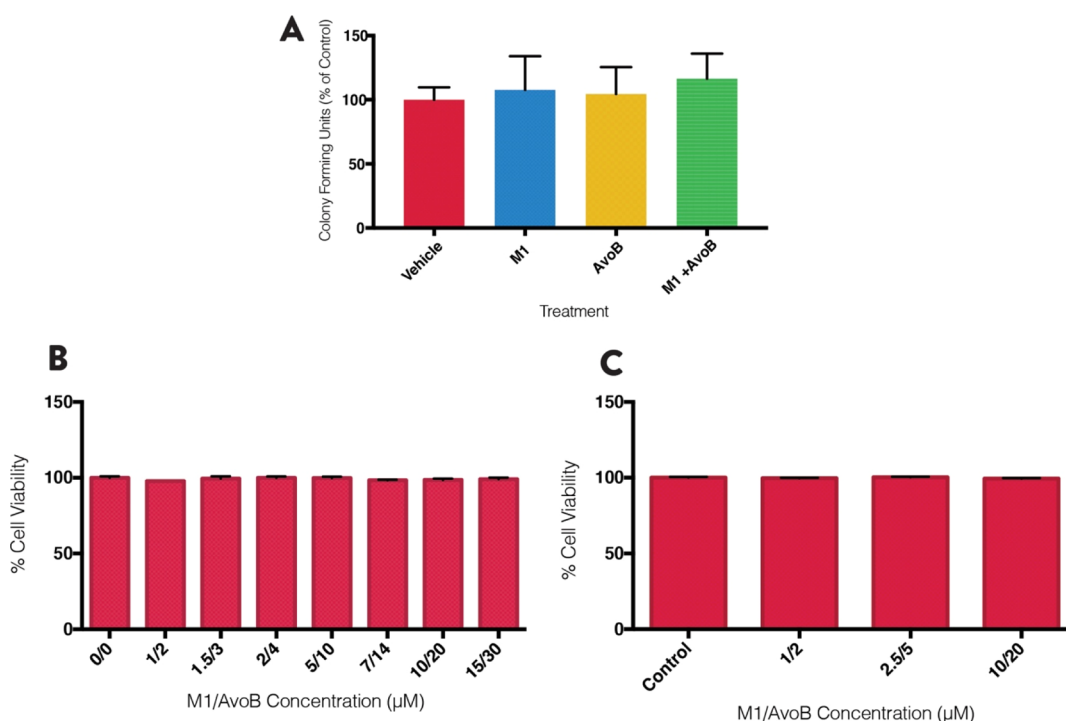 A
Colony Forming Units (% of Control)
150
100
50
0
Vehicle
M1
AvoB
M1 +AvoB
Treatment
B
% Cell Viability
150
100
50
0
0/0
1/2
1.5/3
2/4
5/10
7/14
10/20
15/30
M1/AvoB Concentration (µM)
C
% Cell Viability
150
100
50
0
Control
1/2
2.5/5
10/20
M1/AvoB Concentration (µM)